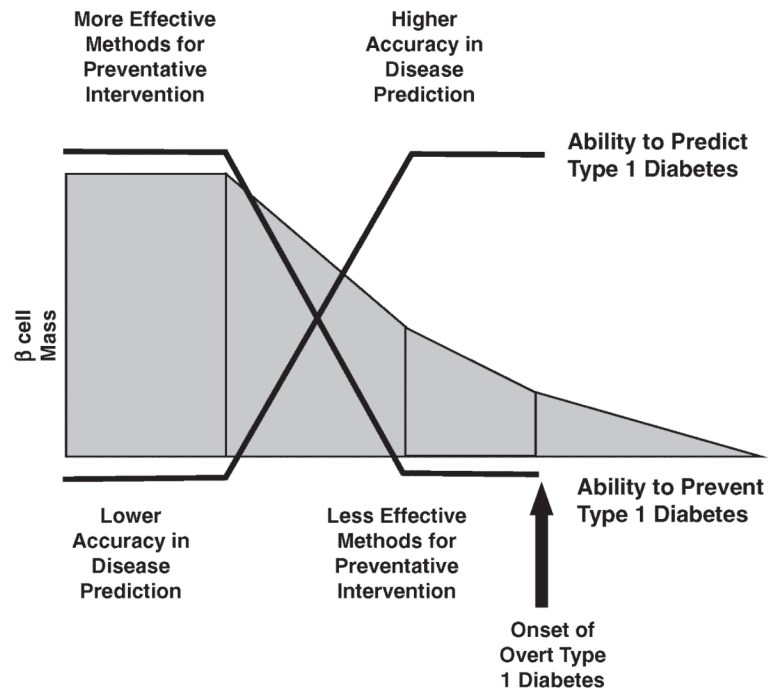 More Effective
Methods for
Preventative
Intervention
Higher
Accuracy in
Disease
Prediction
Ability to Predict
Type 1 Diabetes
β cell
Mass
Lower
Accuracy in
Disease
Prediction
Less Effective
Methods for
Preventative
Intervention
Ability to Prevent
Type 1 Diabetes
Onset of
Overt Type
1 Diabetes